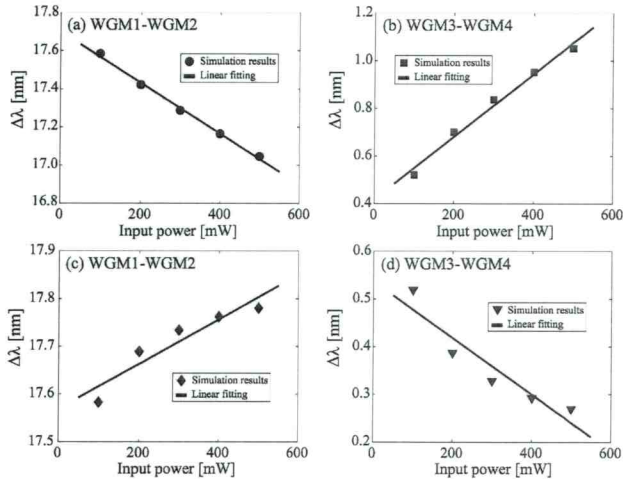 (a) WGM1-WGM2
Δλ [nm]
17.6
17.4
17.2
17.0
16.8
Simulation results
Linear fitting
0
200
400
600
Input power [mW]
(b) WGM3-WGM4
Δλ [nm]
1.2
1.0
0.8
0.6
0.4
Simulation results
Linear fitting
0
200
400
600
Input power [mW]
(c) WGM1-WGM2
Δλ [nm]
17.9
17.8
17.7
17.6
17.5
Simulation results
Linear fitting
0
200
400
600
Input power [mW]
(d) WGM3-WGM4
Δλ [nm]
0.6
0.5
0.4
0.3
0.2
Simulation results
Linear fitting
0
200
400
600
Input power [mW]